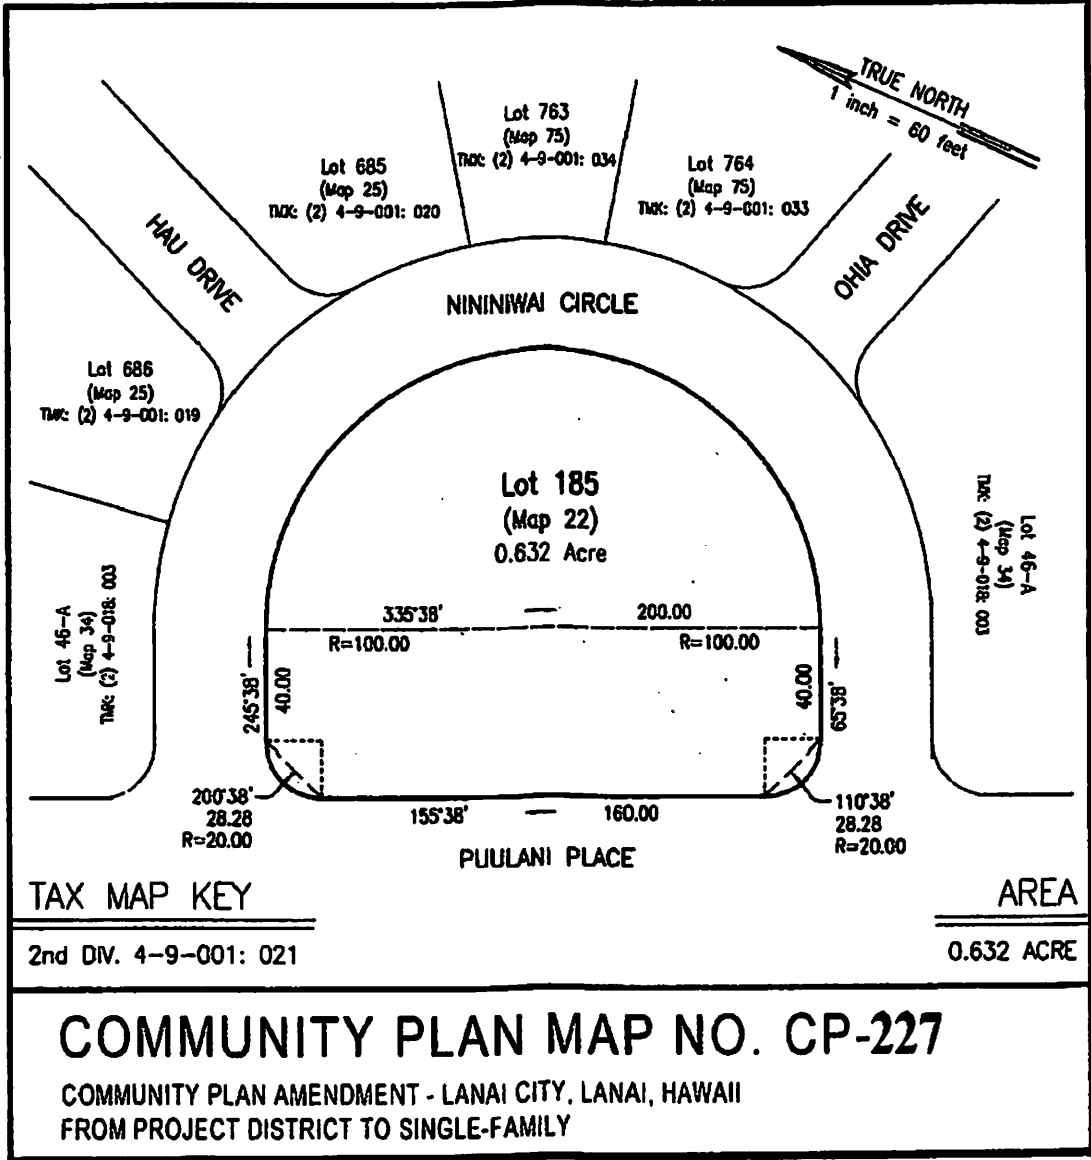 TRUE NORTH
1 inch = 60 feet
Lot 763
(Map 75)
TMK: (2) 4-9-001: 034
Lot 685
(Map 25)
TMK: (2) 4-9-001: 020
Lot 764
(Map 75)
TMK: (2) 4-9-001: 033
HAU DRIVE
OHIA DRIVE
NININIWAI CIRCLE
Lot 686
(Map 25)
TMK: (2) 4-9-001: 019
Lot 185
(Map 22)
0.632 Acre
Lot 46-A
(Map 34)
TMK: (2) 4-9-018: 003
Lot 46-A
(Map 34)
TMK: (2) 4-9-018: 003
335°38' — 200.00
R=100.00 R=100.00
245°38' —
40.00
40.00
65°38' —
200°38'
28.28
R=20.00
155°38' — 160.00
110°38'
28.28
R=20.00
PUULANI PLACE
TAX MAP KEY
2nd DIV. 4-9-001: 021
AREA
0.632 ACRE
COMMUNITY PLAN MAP NO. CP-227
COMMUNITY PLAN AMENDMENT - LANAI CITY, LANAI, HAWAII
FROM PROJECT DISTRICT TO SINGLE-FAMILY